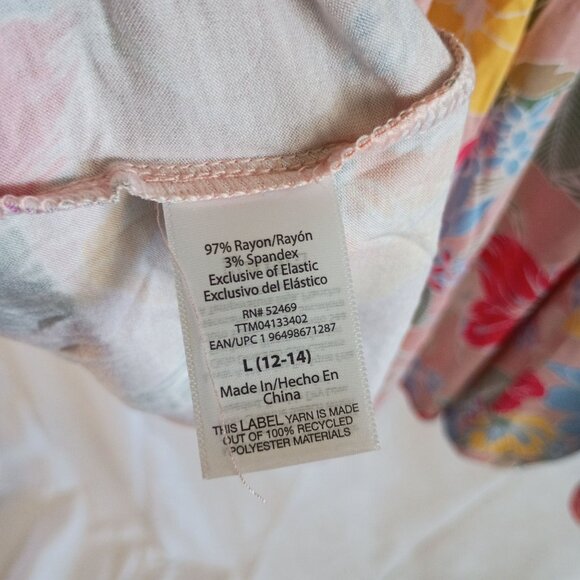 97% Rayon/Rayón
3% Spandex
Exclusive of Elastic
Exclusivo del Elástico
RN# 52469
TTM04133402
EAN/UPC 1 96498671287
L (12-14)
Made In/Hecho En
China
THIS LABEL YARN IS MADE
OUT OF 100% RECYCLED
POLYESTER MATERIALS